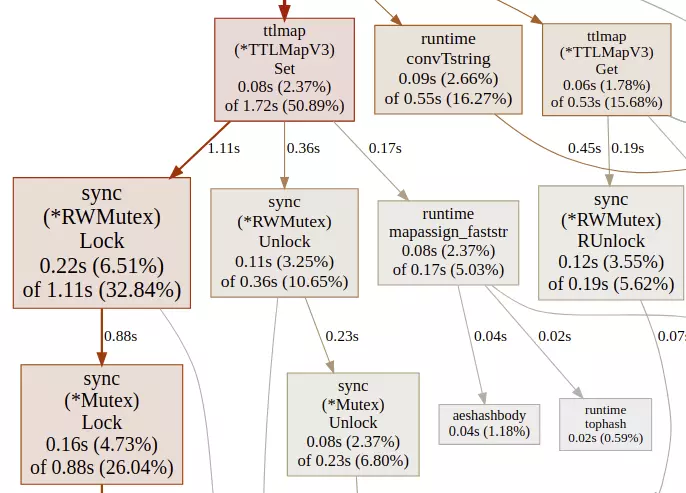 ttlmap
(*TTLMapV3)
Set
0.08s (2.37%)
of 1.72s (50.89%)
runtime
convTstring
0.09s (2.66%)
of 0.55s (16.27%)
ttlmap
(*TTLMapV3)
Get
0.06s (1.78%)
of 0.53s (15.68%)
1.11s
0.36s
0.17s
0.45s
0.19s
sync
(*RWMutex)
Lock
0.22s (6.51%)
of 1.11s (32.84%)
sync
(*RWMutex)
Unlock
0.11s (3.25%)
of 0.36s (10.65%)
runtime
mapassign_faststr
0.08s (2.37%)
of 0.17s (5.03%)
sync
(*RWMutex)
RUnlock
0.12s (3.55%)
of 0.19s (5.62%)
0.88s
0.23s
0.04s
0.02s
0.07s
sync
(*Mutex)
Lock
0.16s (4.73%)
of 0.88s (26.04%)
sync
(*Mutex)
Unlock
0.08s (2.37%)
of 0.23s (6.80%)
aeshashbody
0.04s (1.18%)
runtime
tophash
0.02s (0.59%)